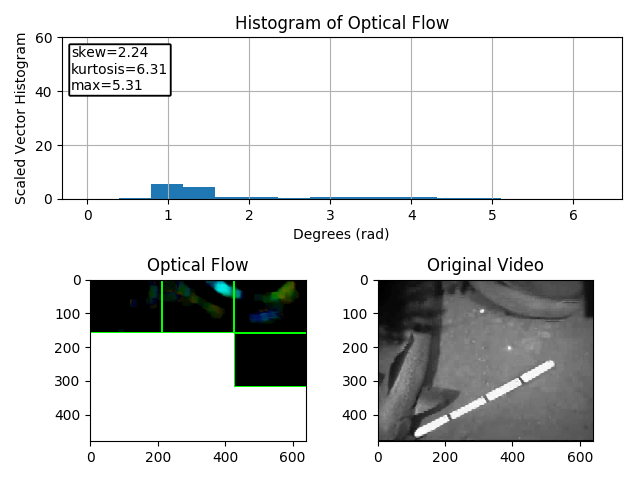 Histogram of Optical Flow
Scaled Vector Histogram
60
40
20
0
skew=2.24
kurtosis=6.31
max=5.31
0 1 2 3 4 5 6
Degrees (rad)
Optical Flow
0
100
200
300
400
0 200 400 600
Original Video
0
100
200
300
400
0 200 400 600